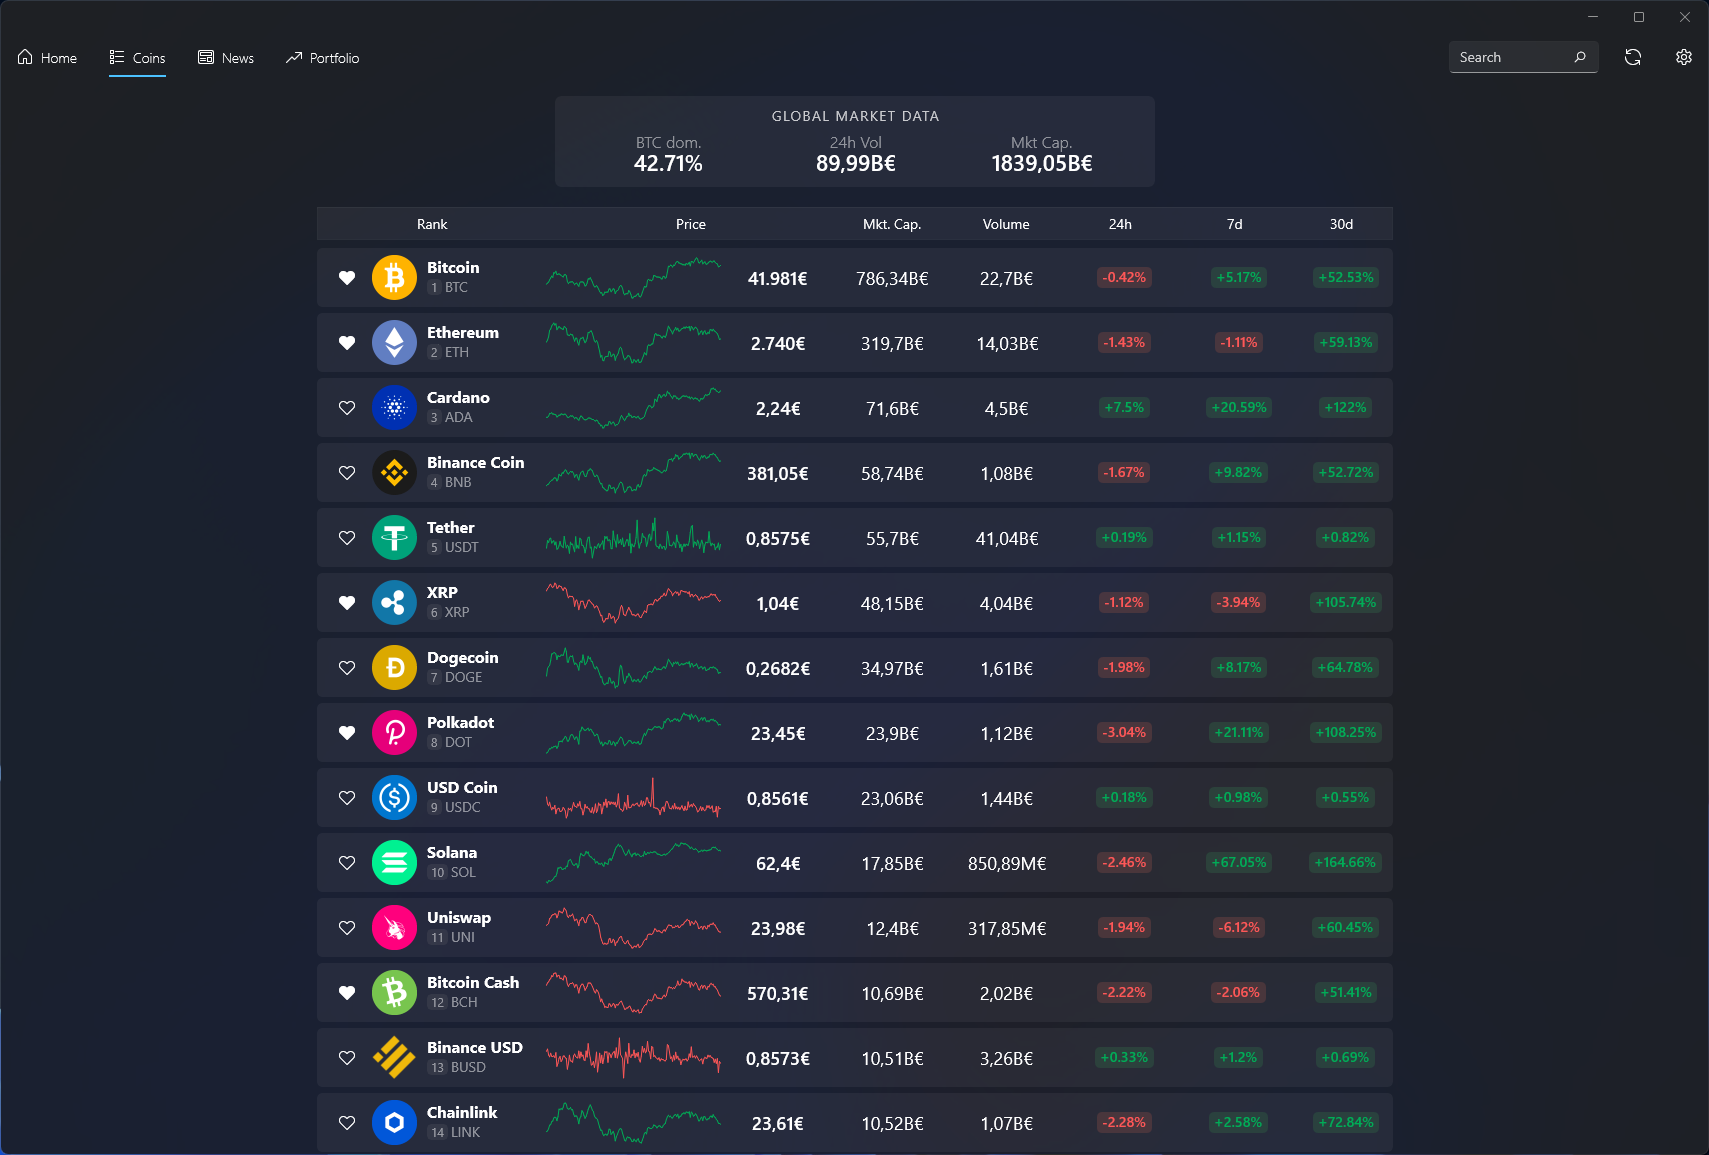 Home Coins News Portfolio Search
GLOBAL MARKET DATA
BTC dom. 24h Vol Mkt Cap.
42.71% 89,99B€ 1839,05B€
Rank Price Mkt. Cap. Volume 24h 7d 30d
Bitcoin
1 BTC
41.981€ 786,34B€ 22,7B€ -0.42% +5.17% +52.53%
Ethereum
2 ETH
2.740€ 319,7B€ 14,03B€ -1.43% -1.11% +59.13%
Cardano
3 ADA
2,24€ 71,6B€ 4,5B€ +7.5% +20.59% +122%
Binance Coin
4 BNB
381,05€ 58,74B€ 1,08B€ -1.67% +9.82% +52.72%
Tether
5 USDT
0,8575€ 55,7B€ 41,04B€ +0.19% +1.15% +0.82%
XRP
6 XRP
1,04€ 48,15B€ 4,04B€ -1.12% -3.94% +105.74%
Dogecoin
7 DOGE
0,2682€ 34,97B€ 1,61B€ -1.98% +8.17% +64.78%
Polkadot
8 DOT
23,45€ 23,9B€ 1,12B€ -3.04% +21.11% +108.25%
USD Coin
9 USDC
0,8561€ 23,06B€ 1,44B€ +0.18% +0.98% +0.55%
Solana
10 SOL
62,4€ 17,85B€ 850,89M€ -2.46% +67.05% +164.66%
Uniswap
11 UNI
23,98€ 12,4B€ 317,85M€ -1.94% -6.12% +60.45%
Bitcoin Cash
12 BCH
570,31€ 10,69B€ 2,02B€ -2.22% -2.06% +51.41%
Binance USD
13 BUSD
0,8573€ 10,51B€ 3,26B€ +0.33% +1.2% +0.69%
Chainlink
14 LINK
23,61€ 10,52B€ 1,07B€ -2.28% +2.58% +72.84%